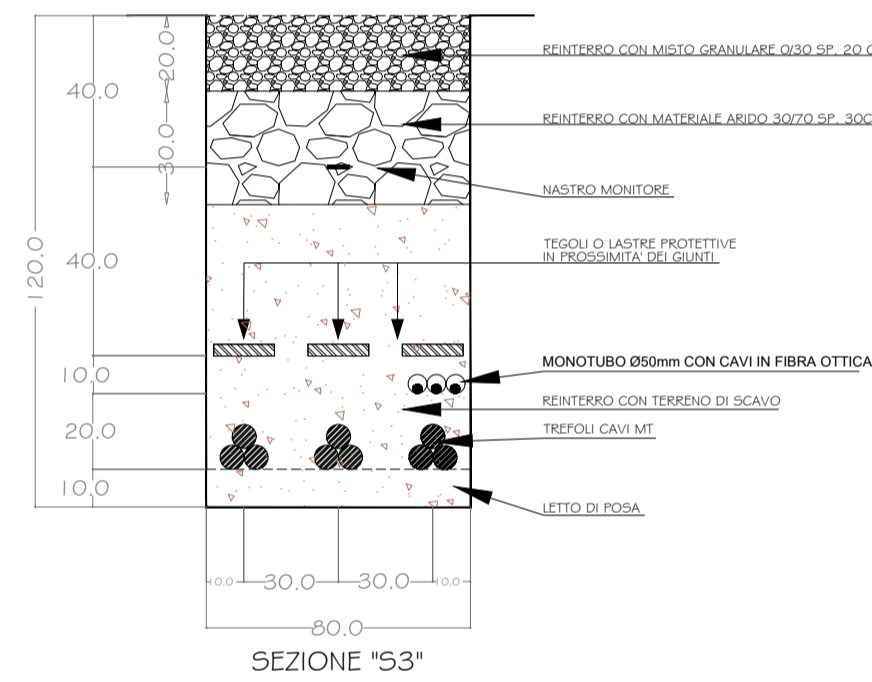 20.0
REINTERRO CON MISTO GRANULARE 0/30 SP. 20 C
40.0
REINTERRO CON MATERIALE ARIDO 30/70 SP. 30C
30.0
NASTRO MONITORE
120.0
40.0
TEGOLI O LASTRE PROTETTIVE
IN PROSSIMITA' DEI GIUNTI
MONOTUBO Ø50mm CON CAVI IN FIBRA OTTICA
10.0
REINTERRO CON TERRENO DI SCAVO
20.0
TREFOLI CAVI MT
10.0
LETTO DI POSA
10.0 30.0 30.0 10.0
80.0
SEZIONE "S3"